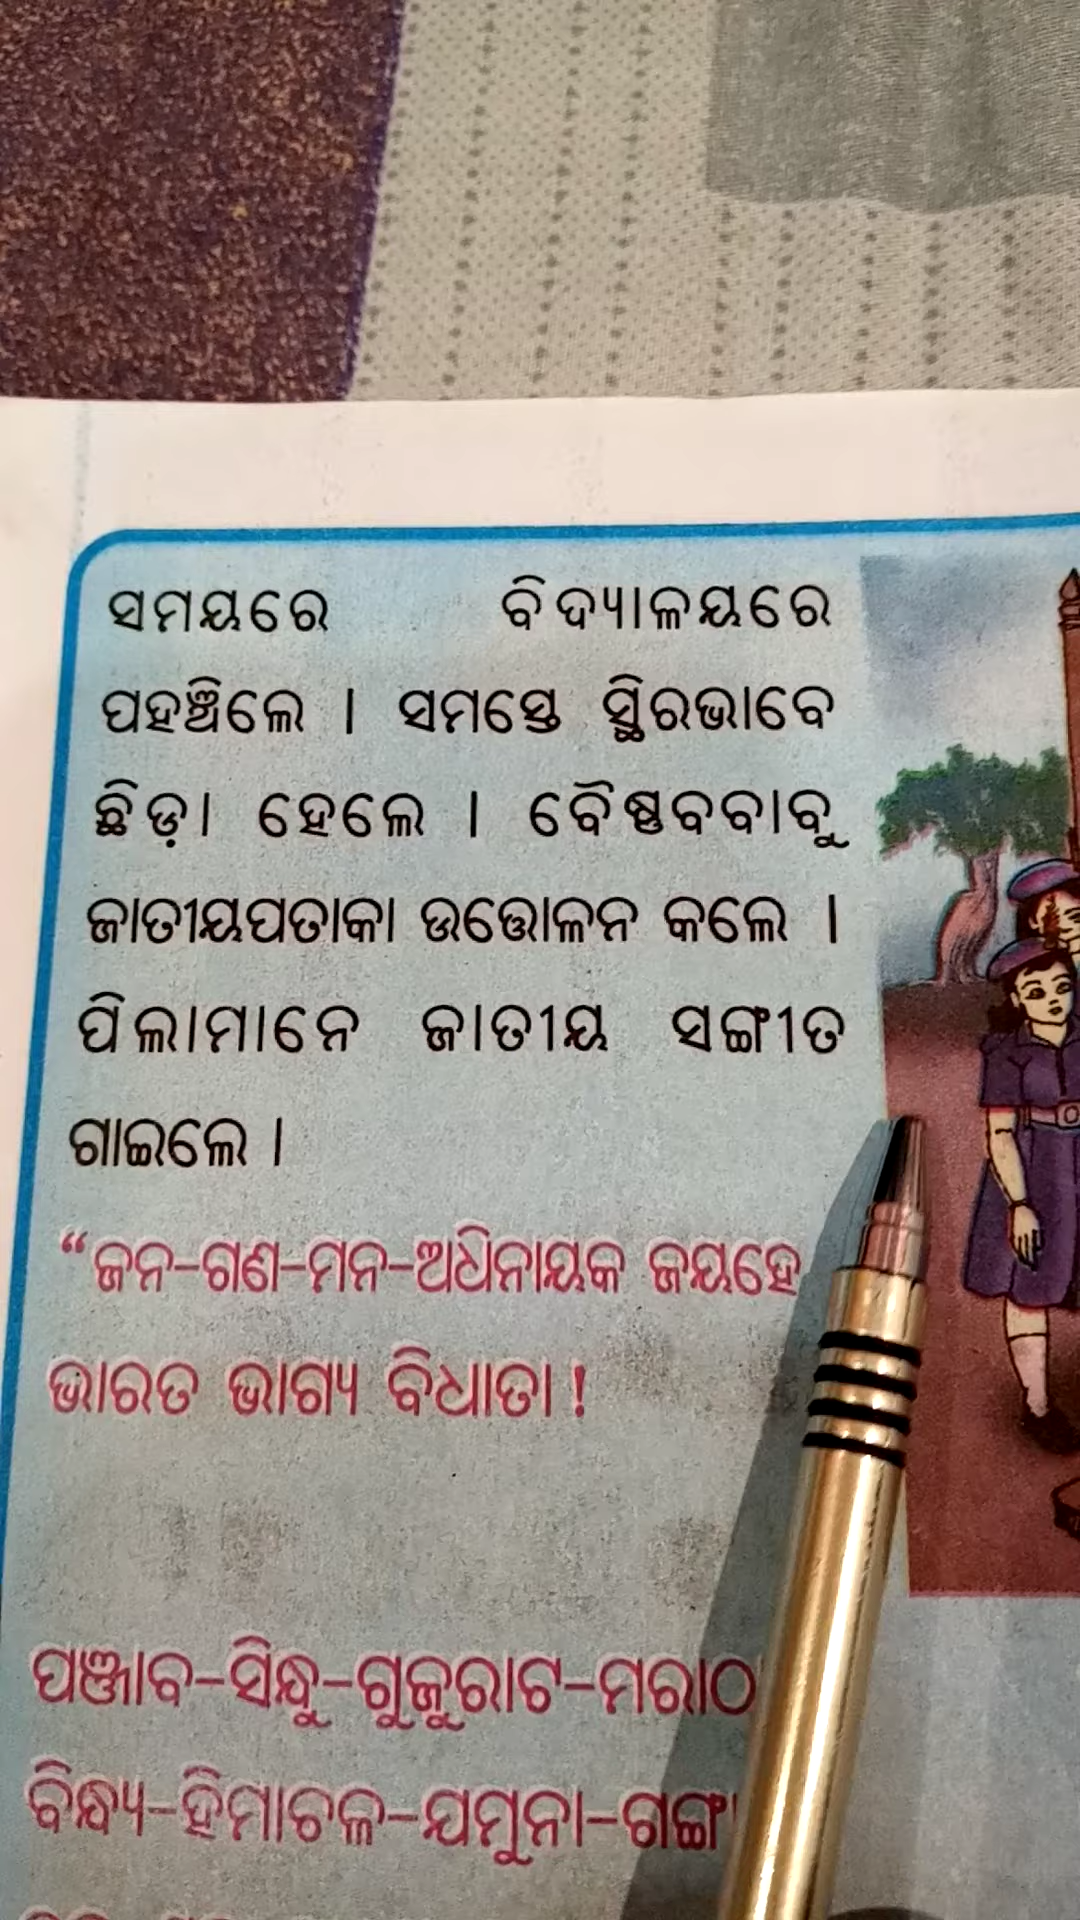 ସମୟରେ ବିଦ୍ୟାଳୟରେ
ପହଞ୍ଚିଲେ । ସମସ୍ତେ ସ୍ଥିରଭାବେ
ଛିଡ଼ା ହେଲେ । ବୈଷ୍ଣବବାବୁ
ଜାତୀୟପତାକା ଉତ୍ତୋଳନ କଲେ ।
ପିଲାମାନେ ଜାତୀୟ ସଙ୍ଗୀତ
ଗାଇଲେ ।
“ଜନ-ଗଣ-ମନ-ଅଧିନାୟକ ଜୟହେ
ଭାରତ ଭାଗ୍ୟ ବିଧାତା !
ପଞ୍ଜାବ-ସିନ୍ଧୁ-ଗୁଜୁରାଟ-ମରାଠା
ବିନ୍ଧ୍ୟ-ହିମାଚଳ-ଯମୁନା-ଗଙ୍ଗା